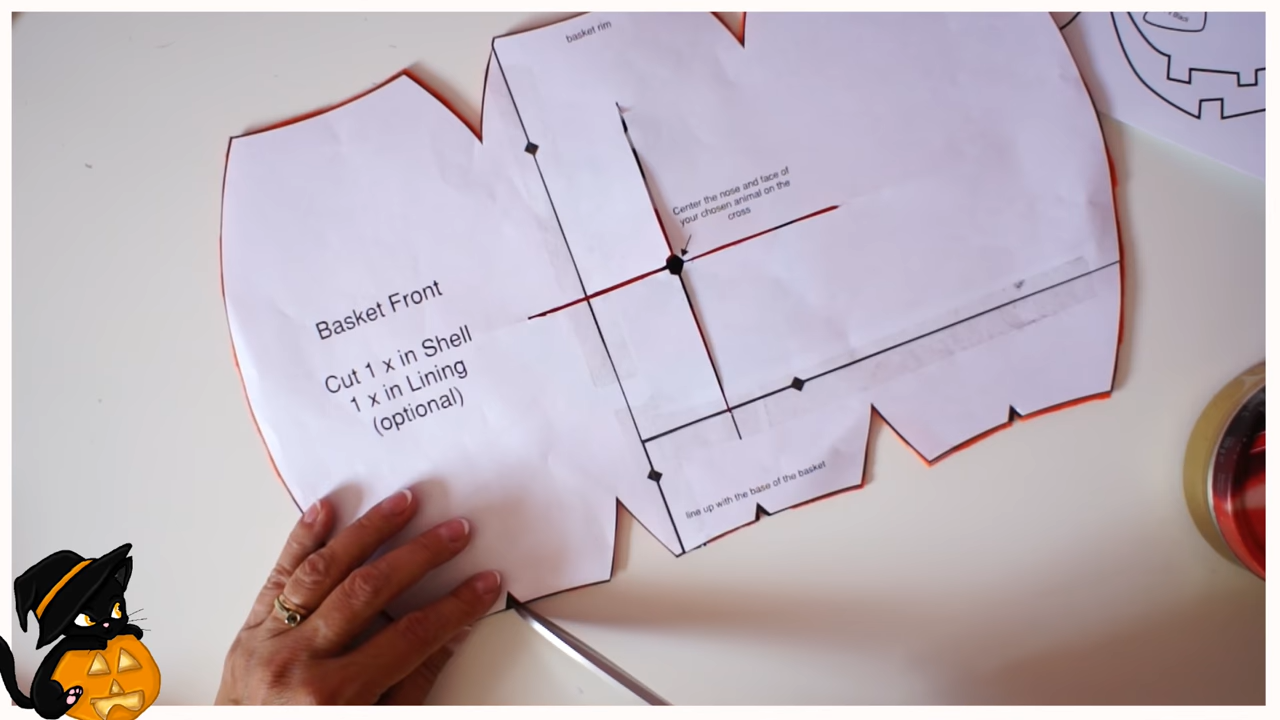 basket rim
Center the nose and face of
your chosen animal on the
cross
Basket Front
Cut 1 x in Shell
1 x in Lining
(optional)
line up with the base of the basket